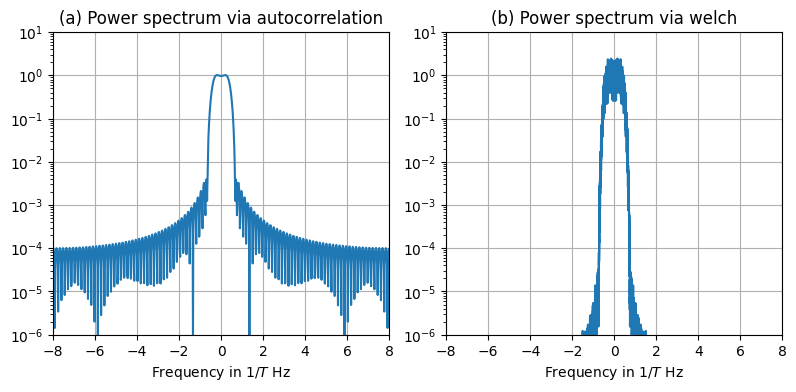 (a) Power spectrum via autocorrelation
10^1
10^0
10^-1
10^-2
10^-3
10^-4
10^-5
10^-6
-8 -6 -4 -2 0 2 4 6 8
Frequency in 1/T Hz
(b) Power spectrum via welch
10^1
10^0
10^-1
10^-2
10^-3
10^-4
10^-5
10^-6
-8 -6 -4 -2 0 2 4 6 8
Frequency in 1/T Hz